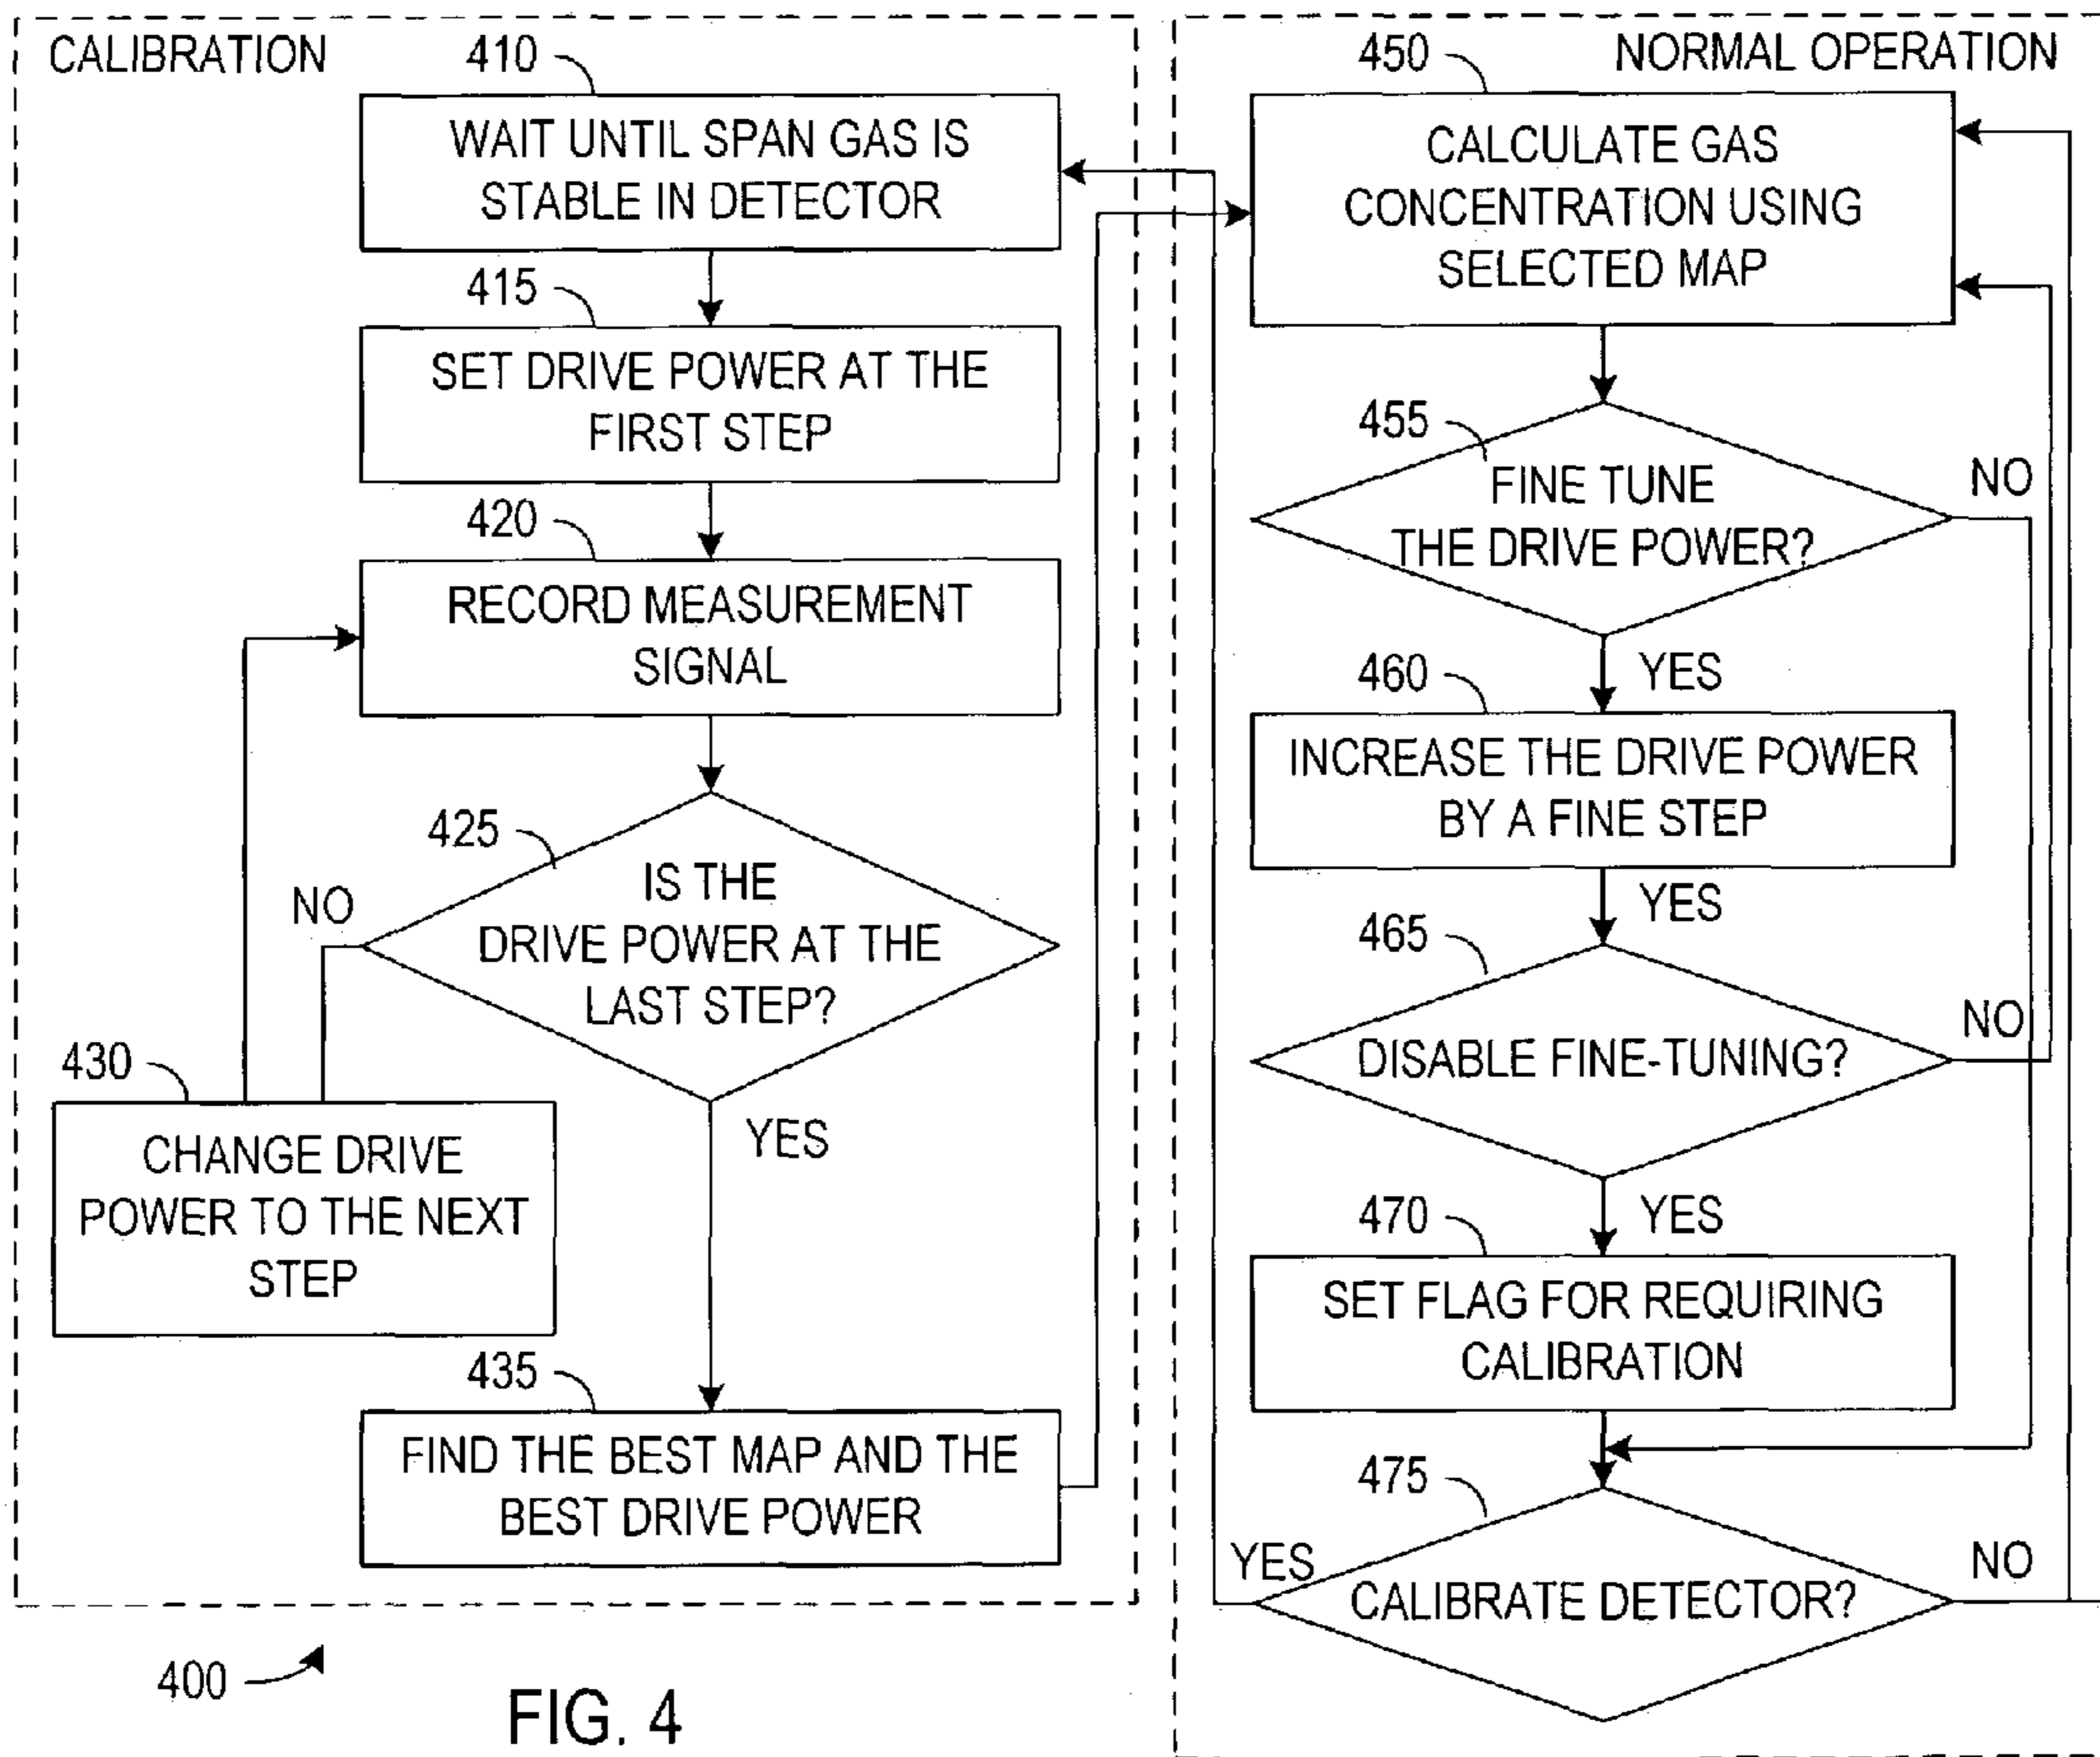 CALIBRATION
410
WAIT UNTIL SPAN GAS IS
STABLE IN DETECTOR
415
SET DRIVE POWER AT THE
FIRST STEP
420
RECORD MEASUREMENT
SIGNAL
425
IS THE
DRIVE POWER AT THE
LAST STEP?
NO
YES
430
CHANGE DRIVE
POWER TO THE NEXT
STEP
435
FIND THE BEST MAP AND THE
BEST DRIVE POWER
400
FIG. 4
NORMAL OPERATION
450
CALCULATE GAS
CONCENTRATION USING
SELECTED MAP
455
FINE TUNE
THE DRIVE POWER?
NO
YES
460
INCREASE THE DRIVE POWER
BY A FINE STEP
YES
465
DISABLE FINE-TUNING?
NO
YES
470
SET FLAG FOR REQUIRING
CALIBRATION
475
CALIBRATE DETECTOR?
YES
NO